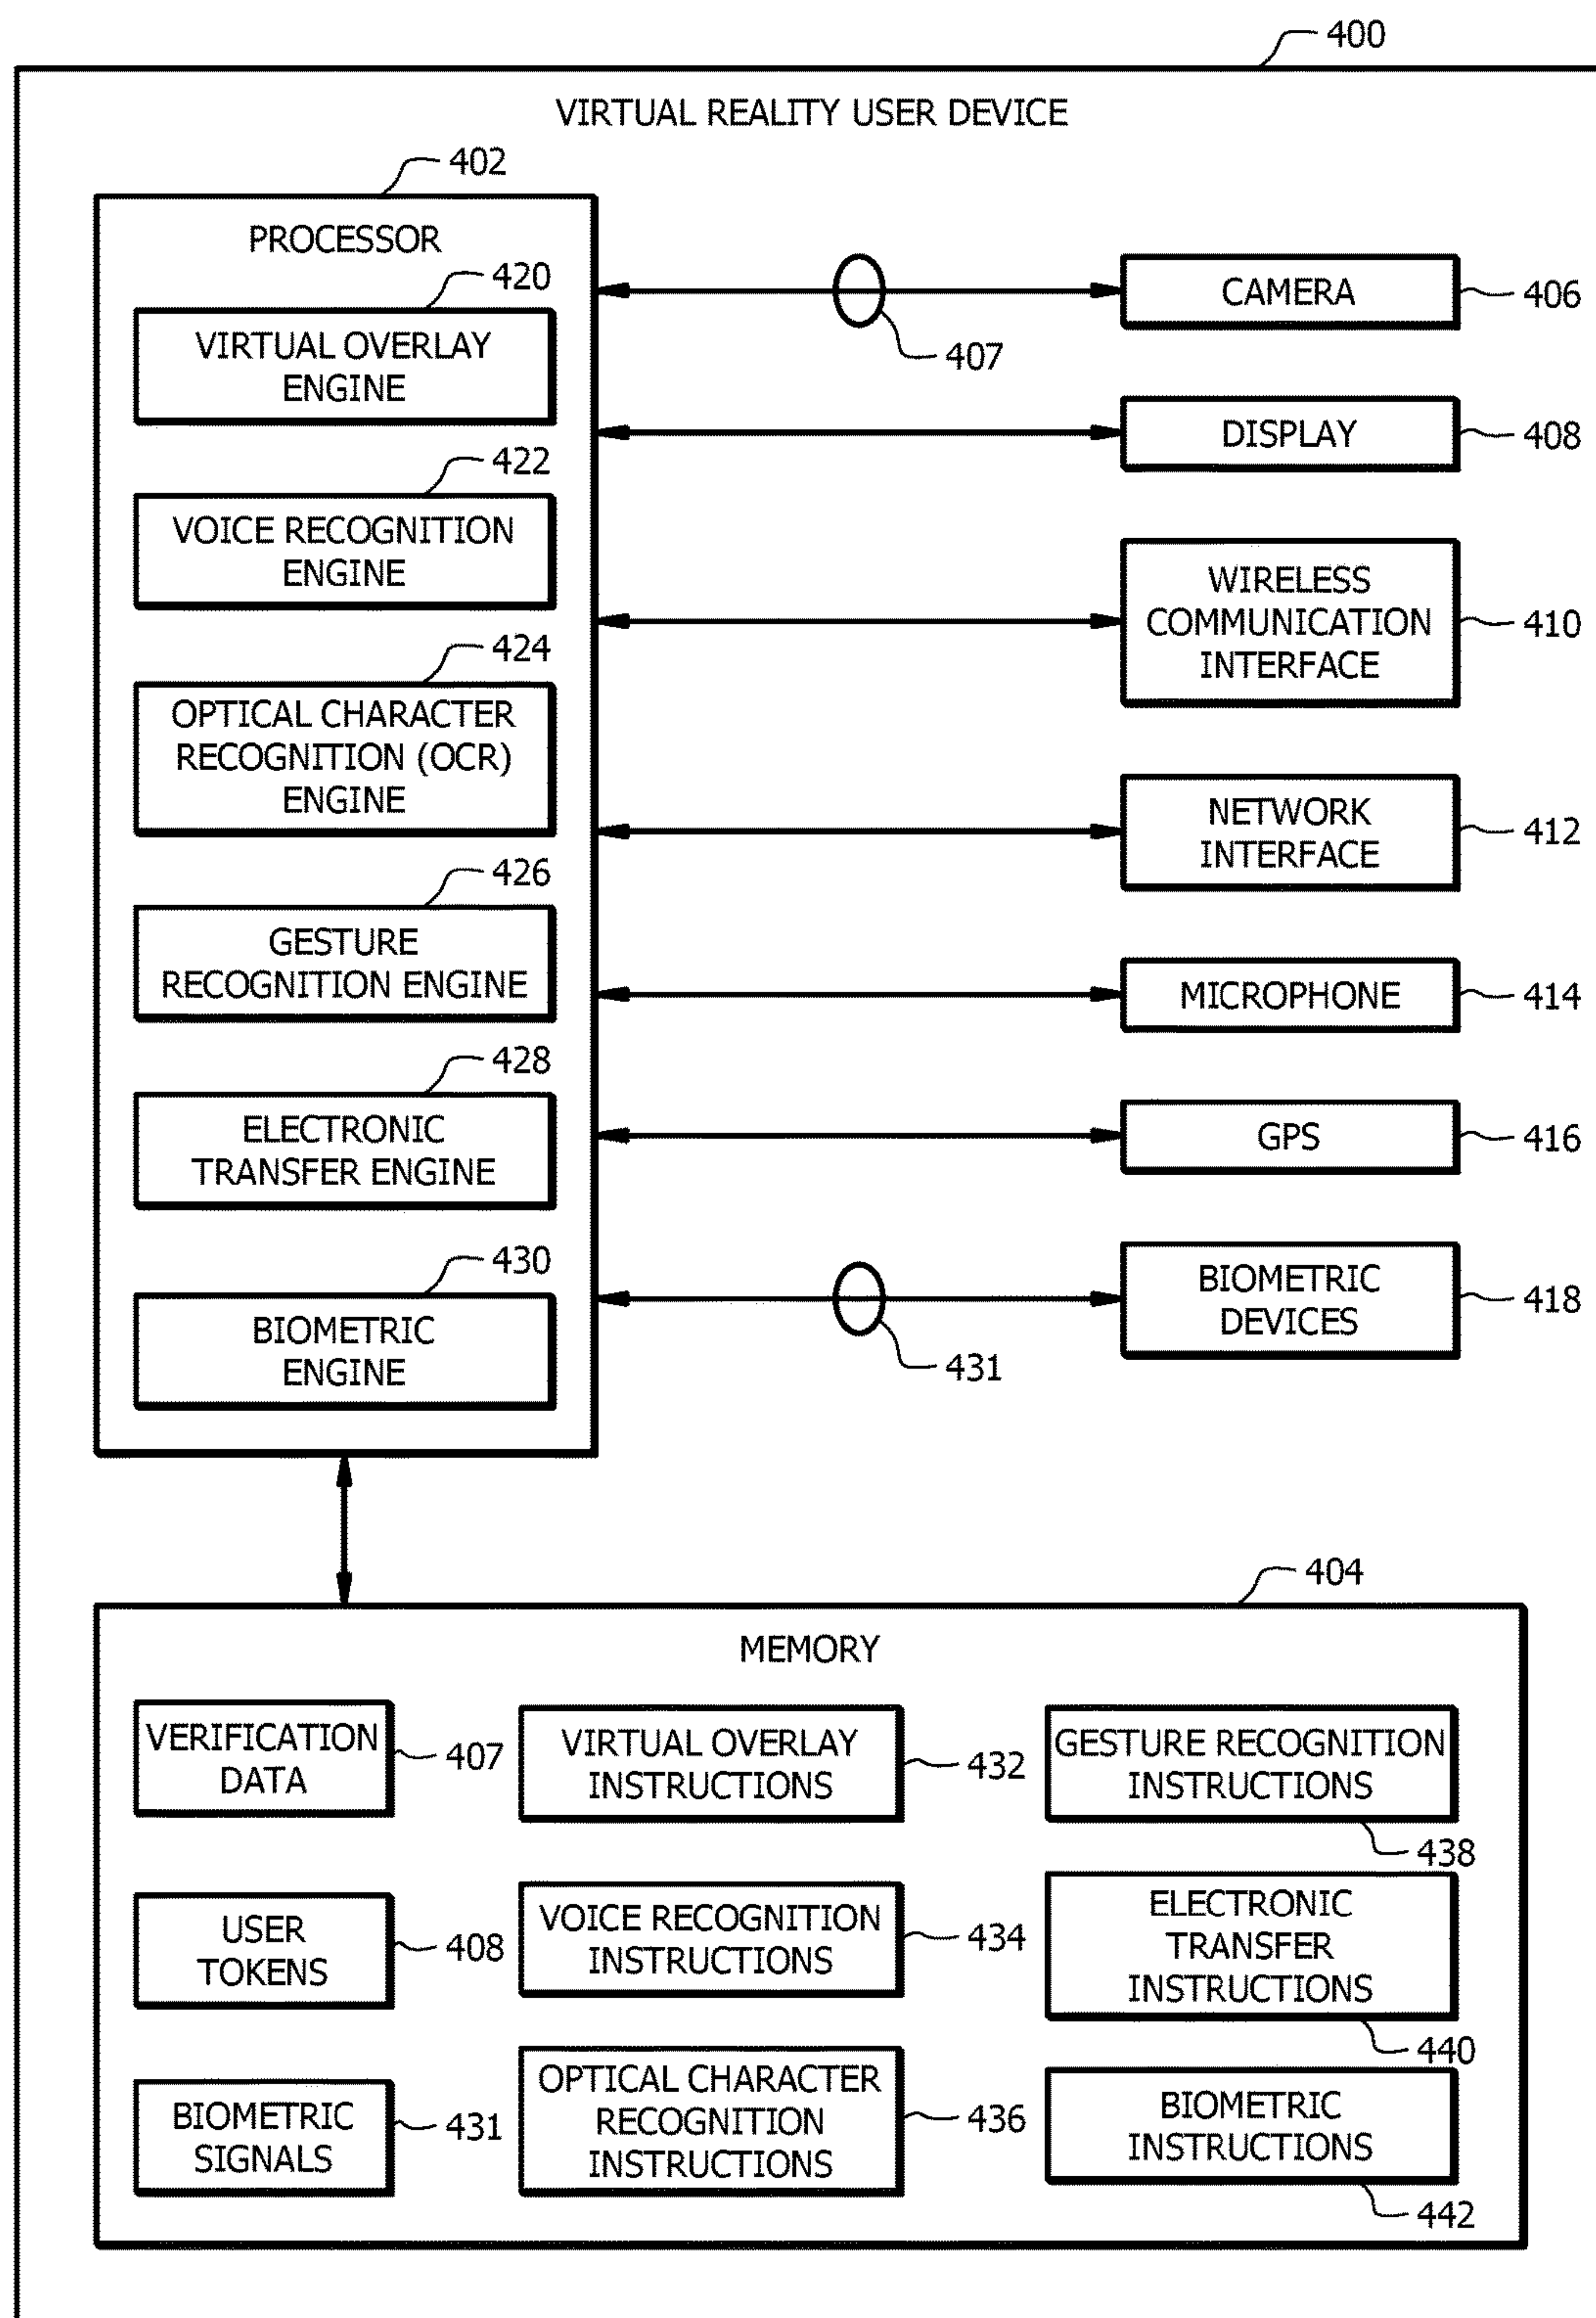 400
VIRTUAL REALITY USER DEVICE
402
PROCESSOR
420
VIRTUAL OVERLAY
ENGINE
422
VOICE RECOGNITION
ENGINE
424
OPTICAL CHARACTER
RECOGNITION (OCR)
ENGINE
426
GESTURE
RECOGNITION ENGINE
428
ELECTRONIC
TRANSFER ENGINE
430
BIOMETRIC
ENGINE
407
CAMERA
406
DISPLAY
408
WIRELESS
COMMUNICATION
INTERFACE
410
NETWORK
INTERFACE
412
MICROPHONE
414
GPS
416
431
BIOMETRIC
DEVICES
418
404
MEMORY
VERIFICATION
DATA
407
USER
TOKENS
408
BIOMETRIC
SIGNALS
431
VIRTUAL OVERLAY
INSTRUCTIONS
432
VOICE RECOGNITION
INSTRUCTIONS
434
OPTICAL CHARACTER
RECOGNITION
INSTRUCTIONS
436
GESTURE RECOGNITION
INSTRUCTIONS
438
ELECTRONIC
TRANSFER
INSTRUCTIONS
440
BIOMETRIC
INSTRUCTIONS
442